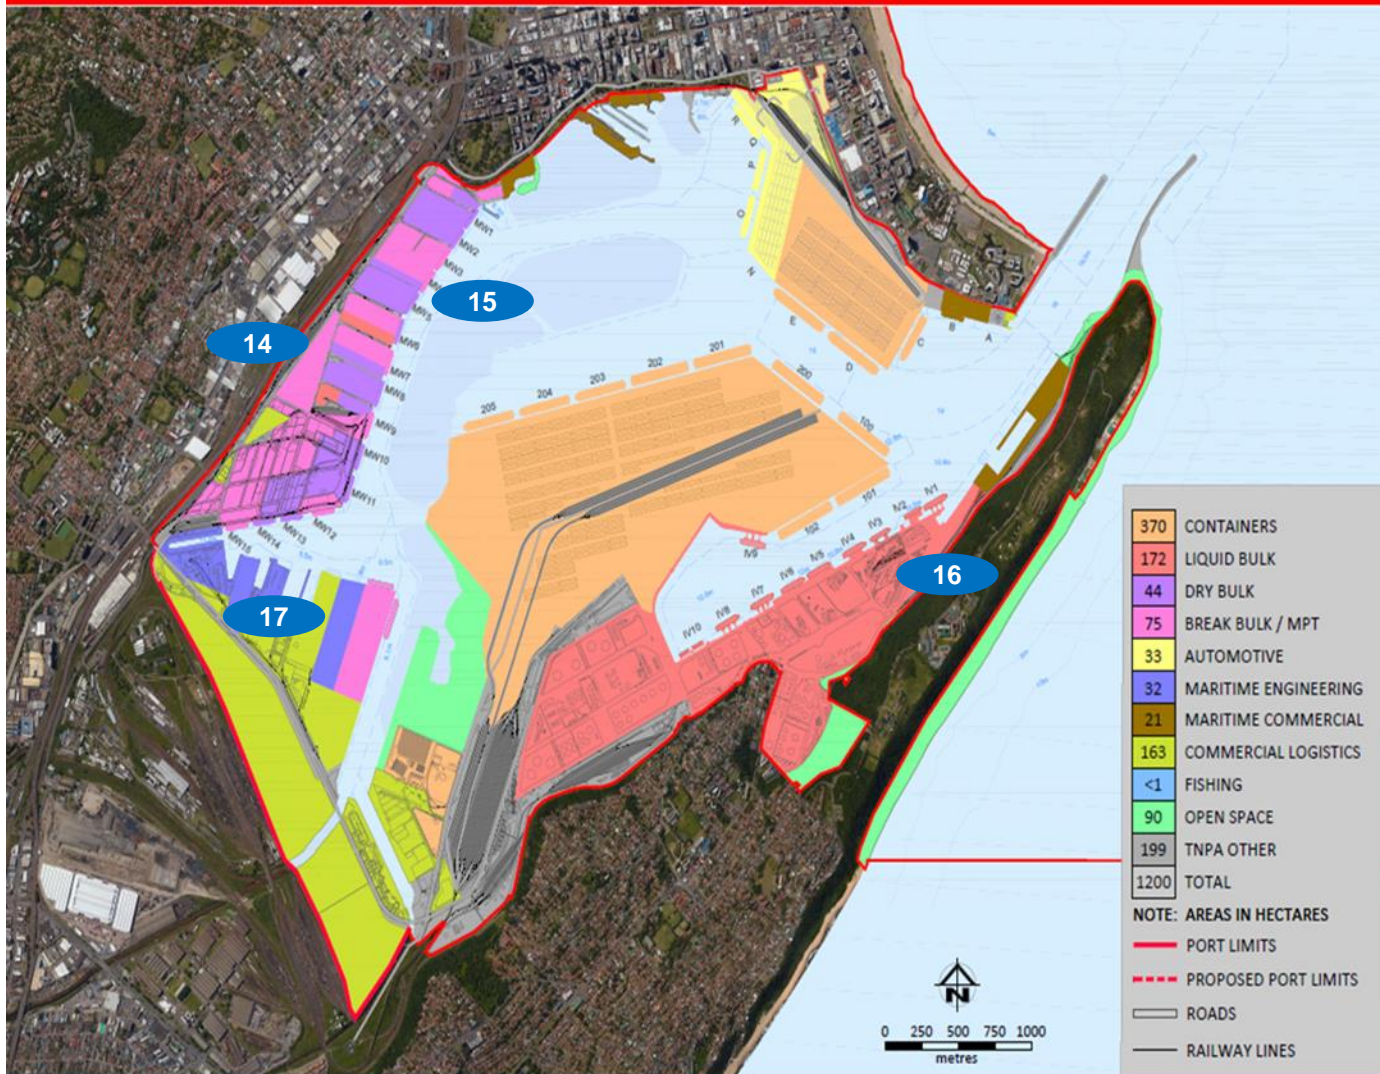 R
Q
P
O
N
MW1
MW2
MW3
15
MW5
14
MW6
MW7
MW8
MW9
MW10
MW11
MW12
MW13
MW14
MW15
E
D
C
B
A
201
202
203
204
205
200
100
101
102
IV1
IV2
IV3
IV4
IV5
IV6
IV7
IV8
IV9
IV10
16
17
370 CONTAINERS
172 LIQUID BULK
44 DRY BULK
75 BREAK BULK / MPT
33 AUTOMOTIVE
32 MARITIME ENGINEERING
21 MARITIME COMMERCIAL
163 COMMERCIAL LOGISTICS
<1 FISHING
90 OPEN SPACE
199 TNPA OTHER
1200 TOTAL
NOTE: AREAS IN HECTARES
PORT LIMITS
PROPOSED PORT LIMITS
ROADS
RAILWAY LINES
N
0 250 500 750 1000
metres